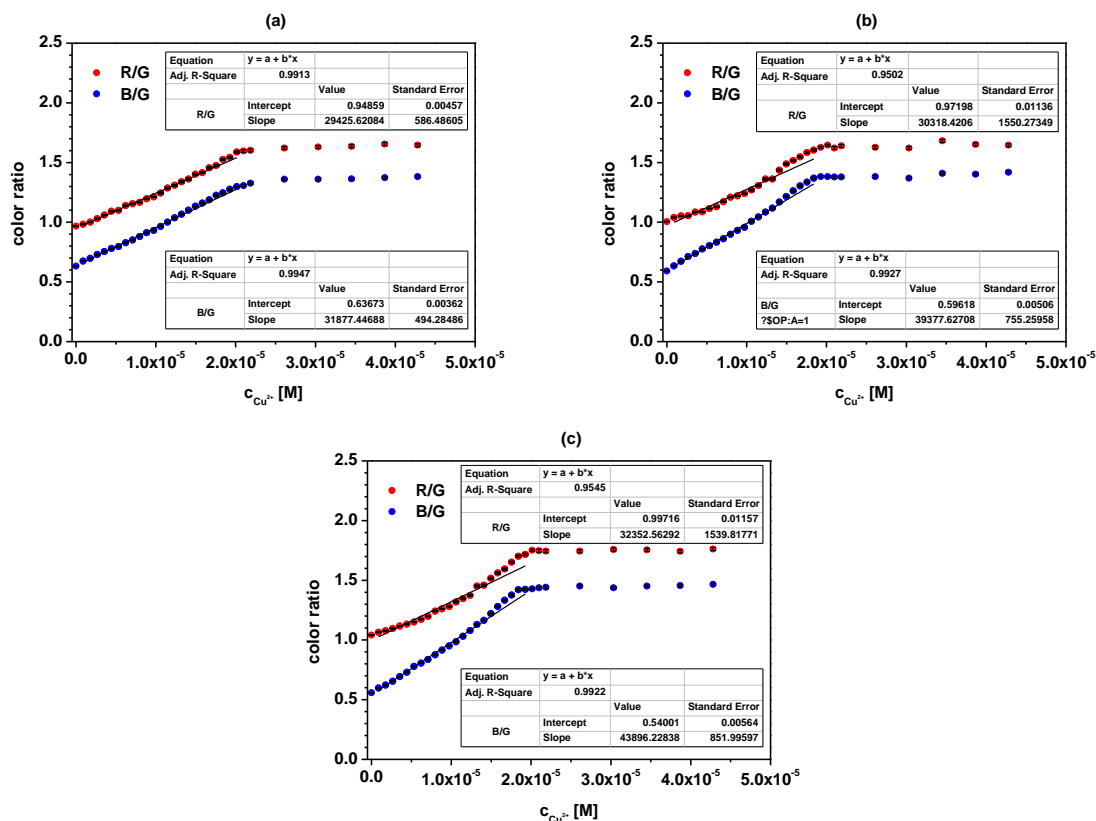 (a)
2.5
2.0
1.5
1.0
0.5
0.0
color ratio
R/G
B/G
Equation y = a + b*x
Adj. R-Square 0.9913
Value Standard Error
R/G Intercept 0.94859 0.00457
Slope 29425.62084 586.48605
Equation y = a + b*x
Adj. R-Square 0.9947
Value Standard Error
B/G Intercept 0.63673 0.00362
Slope 31877.44688 494.28486
0.0 1.0x10⁻⁵ 2.0x10⁻⁵ 3.0x10⁻⁵ 4.0x10⁻⁵ 5.0x10⁻⁵
c_Cu²⁺ [M]
(b)
2.5
2.0
1.5
1.0
0.5
0.0
color ratio
R/G
B/G
Equation y = a + b*x
Adj. R-Square 0.9502
Value Standard Error
R/G Intercept 0.97198 0.01136
Slope 30318.4206 1550.27349
Equation y = a + b*x
Adj. R-Square 0.9927
Value Standard Error
B/G Intercept 0.59618 0.00506
?$OP:A=1 Slope 39377.62708 755.25958
0.0 1.0x10⁻⁵ 2.0x10⁻⁵ 3.0x10⁻⁵ 4.0x10⁻⁵ 5.0x10⁻⁵
c_Cu²⁺ [M]
(c)
2.5
2.0
1.5
1.0
0.5
0.0
color ratio
R/G
B/G
Equation y = a + b*x
Adj. R-Square 0.9545
Value Standard Error
R/G Intercept 0.99716 0.01157
Slope 32352.56292 1539.81771
Equation y = a + b*x
Adj. R-Square 0.9922
Value Standard Error
B/G Intercept 0.54001 0.00564
Slope 43896.22838 851.99597
0.0 1.0x10⁻⁵ 2.0x10⁻⁵ 3.0x10⁻⁵ 4.0x10⁻⁵ 5.0x10⁻⁵
c_Cu²⁺ [M]